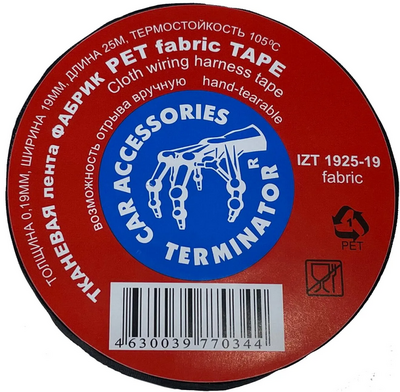 ТОЛЩИНА 0.19ММ, ШИРИНА 19ММ, ДЛИНА 25М, ТЕРМОСТОЙКОСТЬ 105°C
ТКАНЕВАЯ лента ФАБРИК PET fabric TAPE
Cloth wiring harness tape
ВОЗМОЖНОСТЬ отрыва вручную hand-tearable
CAR ACCESSORIES
TERMINATOR R
IZT 1925-19
fabric
1
PET
4 630039 770344